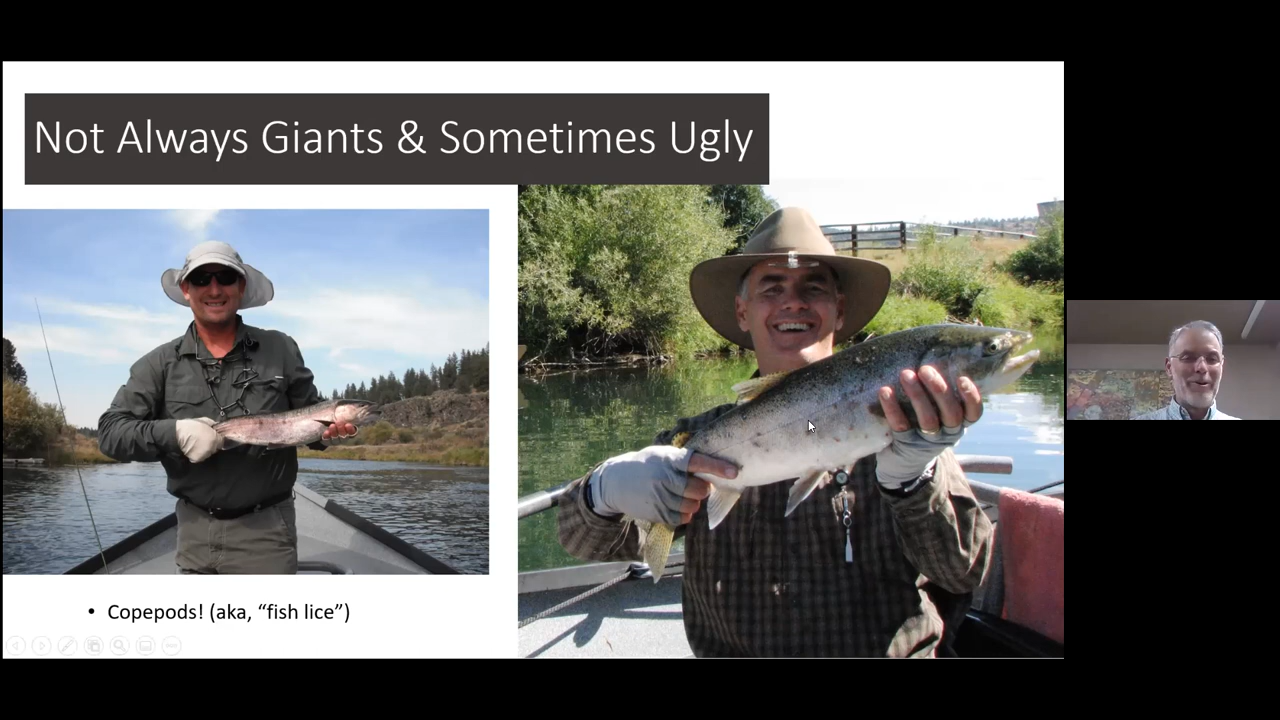 Not Always Giants & Sometimes Ugly
• Copepods! (aka, “fish lice”)